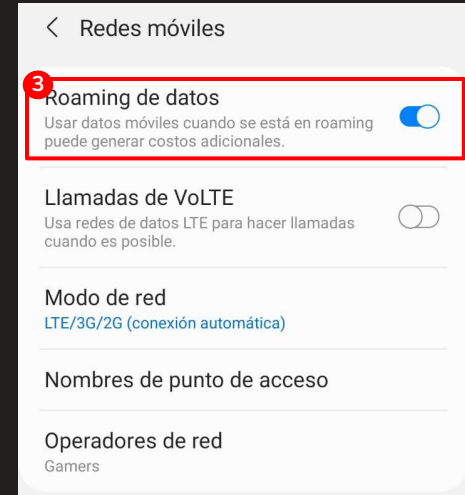 Redes móviles
3
Roaming de datos
Usar datos móviles cuando se está en roaming
puede generar costos adicionales.
Llamadas de VoLTE
Usa redes de datos LTE para hacer llamadas
cuando es posible.
Modo de red
LTE/3G/2G (conexión automática)
Nombres de punto de acceso
Operadores de red
Gamers